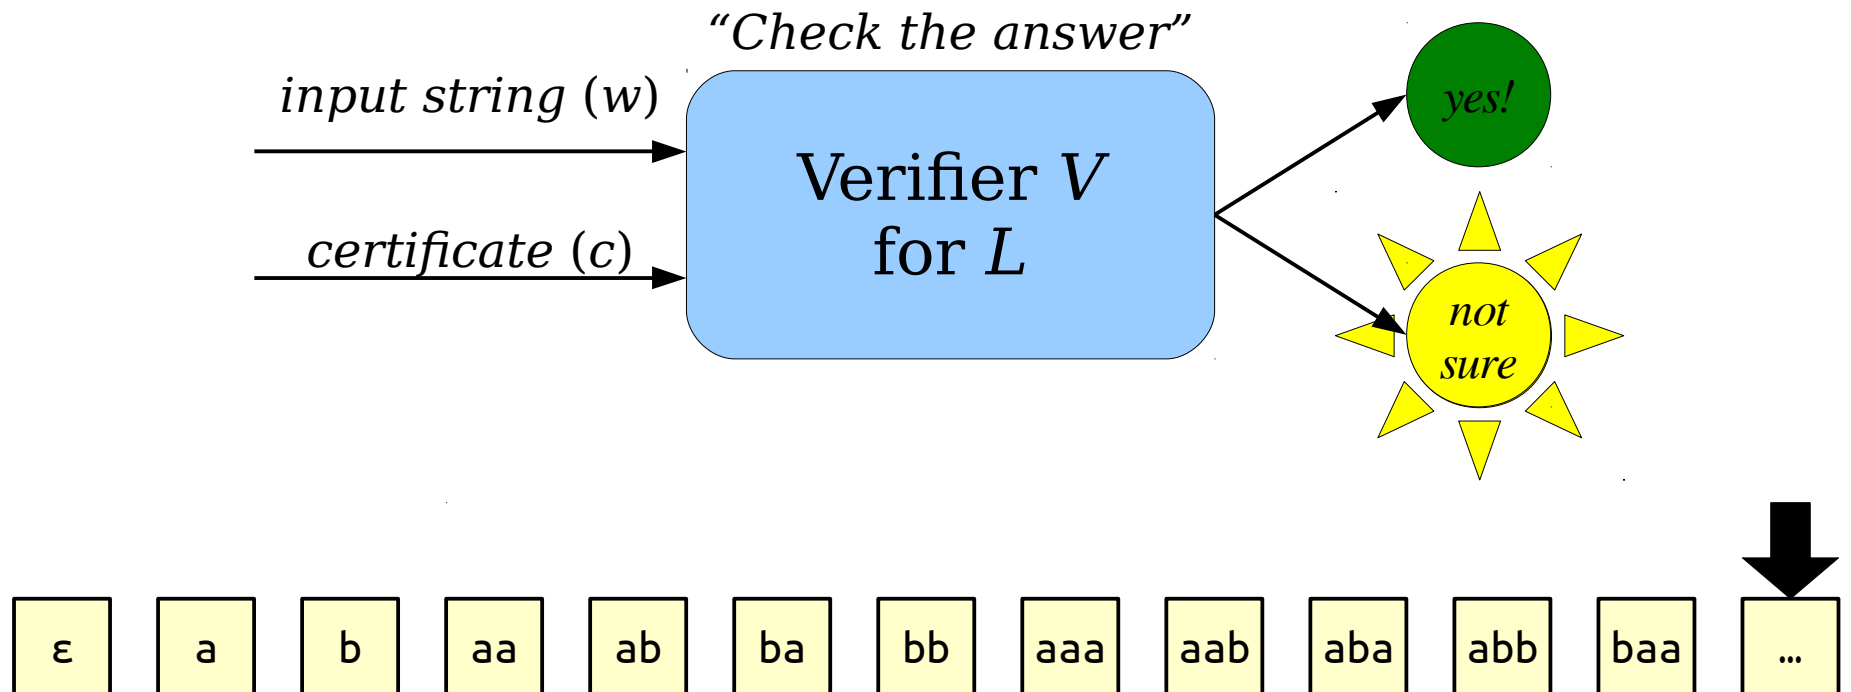 “Check the answer”
input string (w)
certificate (c)
Verifier V
for L
yes!
not
sure
ε a b aa ab ba bb aaa aab aba abb baa …